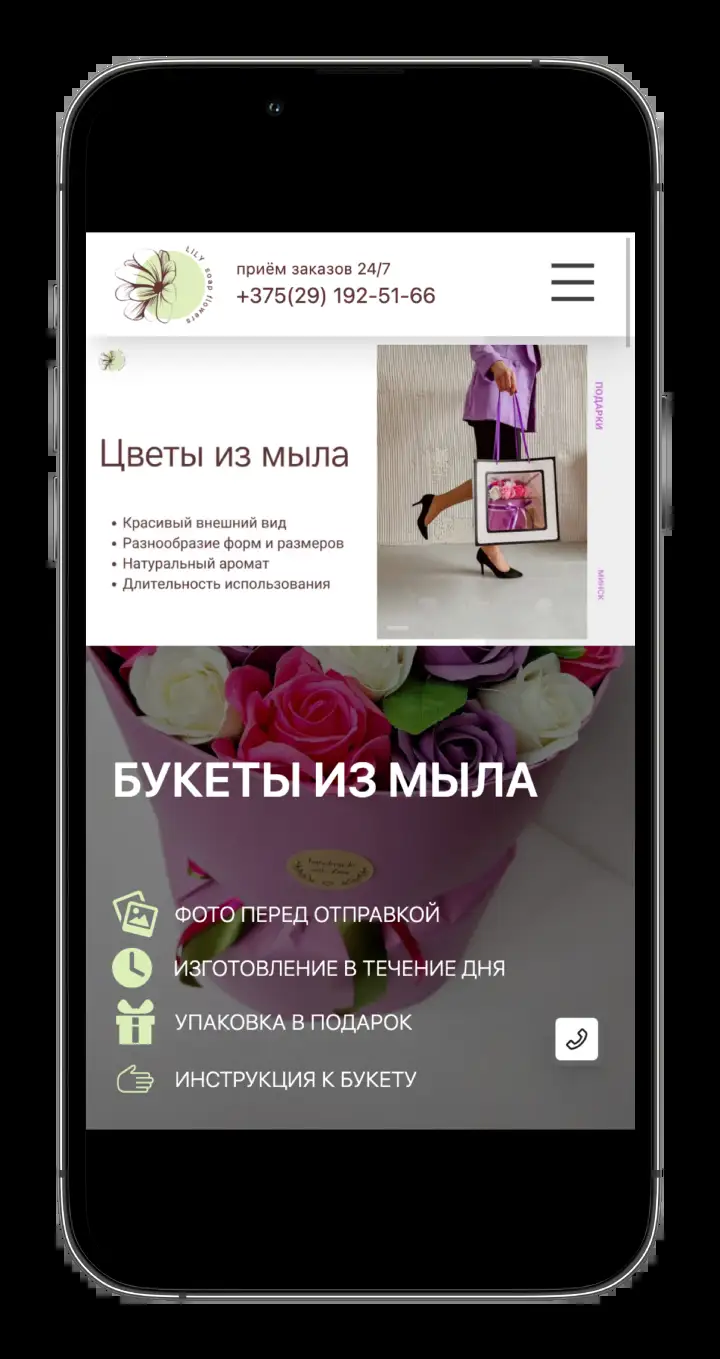 LILY soap flowers
приём заказов 24/7
+375(29) 192-51-66
Цветы из мыла
• Красивый внешний вид
• Разнообразие форм и размеров
• Натуральный аромат
• Длительность использования
ПОДАРКИ
МИНСК
БУКЕТЫ ИЗ МЫЛА
ФОТО ПЕРЕД ОТПРАВКОЙ
ИЗГОТОВЛЕНИЕ В ТЕЧЕНИЕ ДНЯ
УПАКОВКА В ПОДАРОК
ИНСТРУКЦИЯ К БУКЕТУ